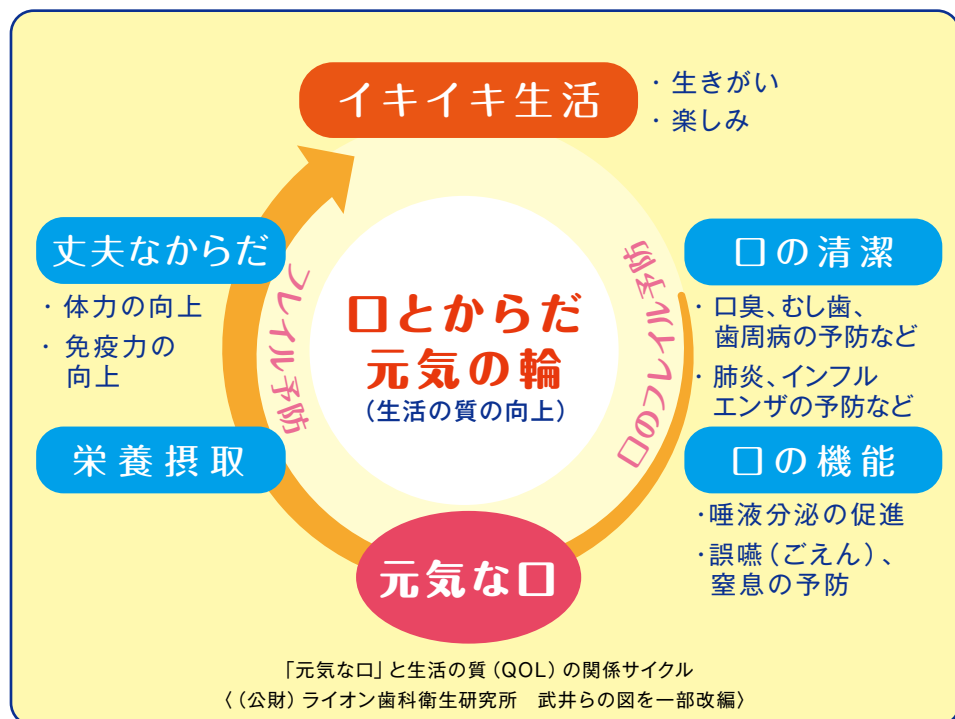 イキイキ生活
・生きがい
・楽しみ
丈夫なからだ
・体力の向上
・免疫力の
向上
栄養摂取
フレイル予防
口とからだ
元気の輪
(生活の質の向上)
口のフレイル予防
口の清潔
・口臭、むし歯、
歯周病の予防など
・肺炎、インフル
エンザの予防など
口の機能
・唾液分泌の促進
・誤嚥(ごえん)、
窒息の予防
元気な口
「元気な口」と生活の質(QOL)の関係サイクル
〈(公財)ライオン歯科衛生研究所　武井らの図を一部改編〉